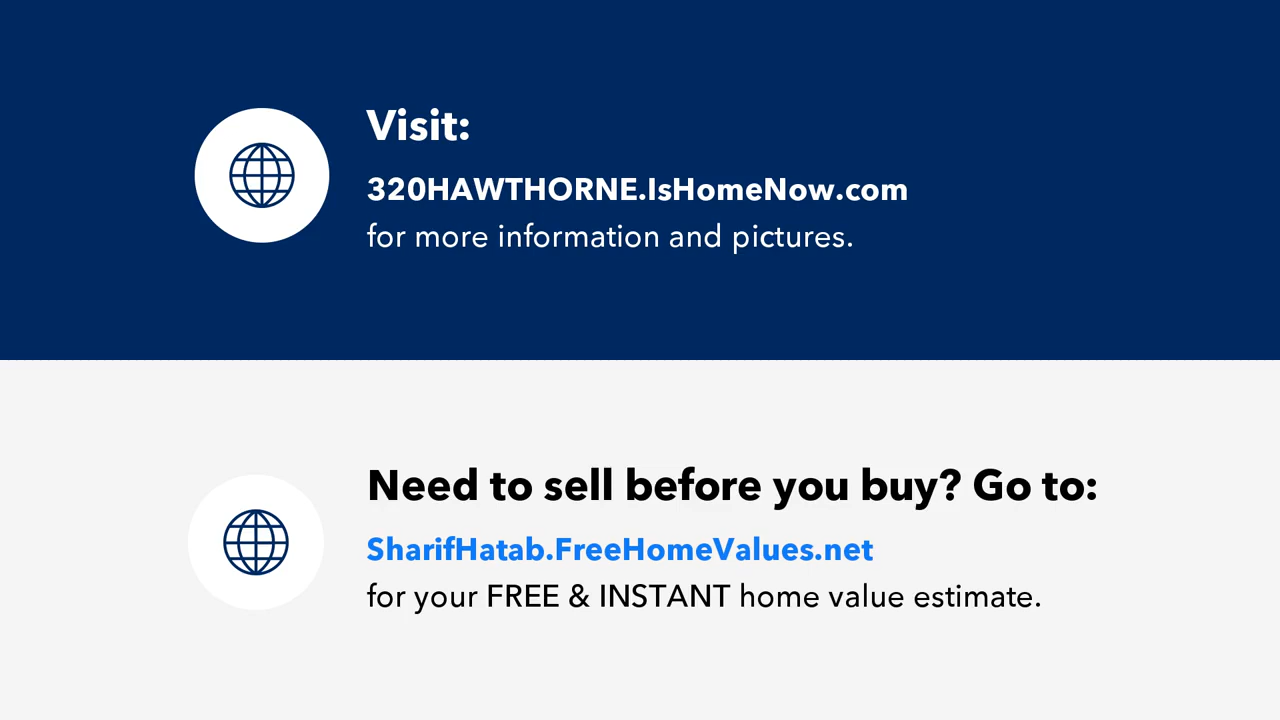 Visit:
320HAWTHORNE.IsHomeNow.com
for more information and pictures.
Need to sell before you buy? Go to:
SharifHatab.FreeHomeValues.net
for your FREE & INSTANT home value estimate.